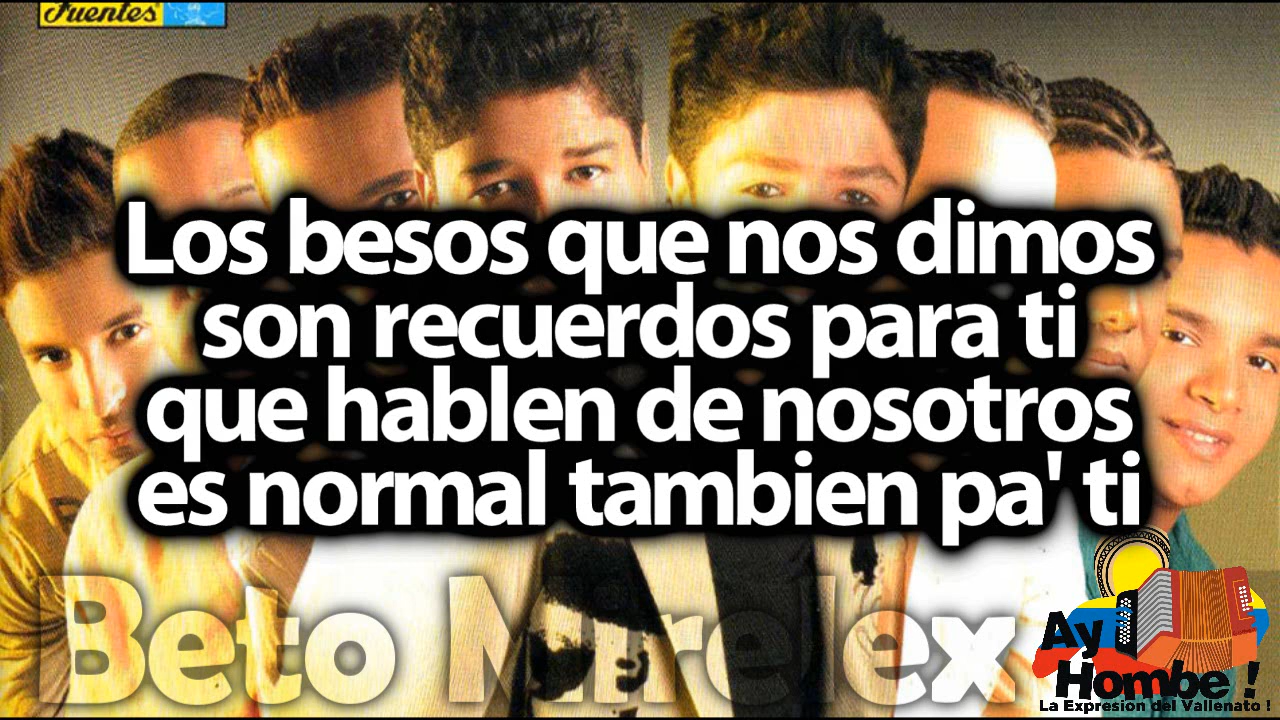 Fuentes
Los besos que nos dimos
son recuerdos para ti
que hablen de nosotros
es normal tambien pa' ti
Beto Mirelex
Ay
Hombe !
La Expresion del Vallenato !